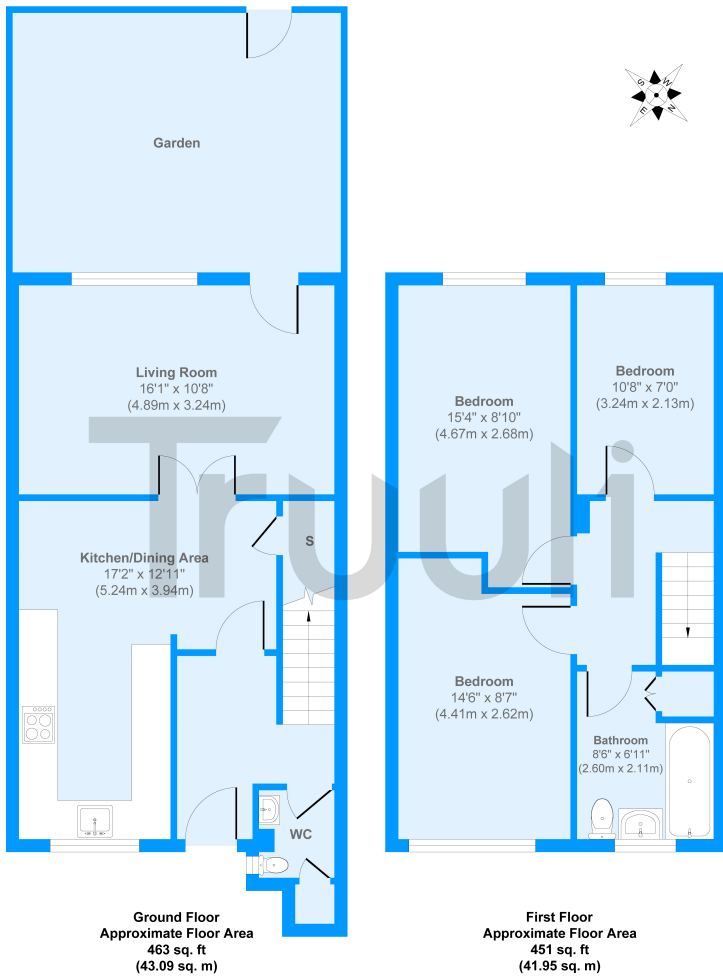 Garden
S
W
E
N
Living Room
16'1" x 10'8"
(4.89m x 3.24m)
Bedroom
15'4" x 8'10"
(4.67m x 2.68m)
Bedroom
10'8" x 7'0"
(3.24m x 2.13m)
Truuli
Kitchen/Dining Area
17'2" x 12'11"
(5.24m x 3.94m)
S
Bedroom
14'6" x 8'7"
(4.41m x 2.62m)
Bathroom
8'6" x 6'11"
(2.60m x 2.11m)
WC
Ground Floor
Approximate Floor Area
463 sq. ft
(43.09 sq. m)
First Floor
Approximate Floor Area
451 sq. ft
(41.95 sq. m)